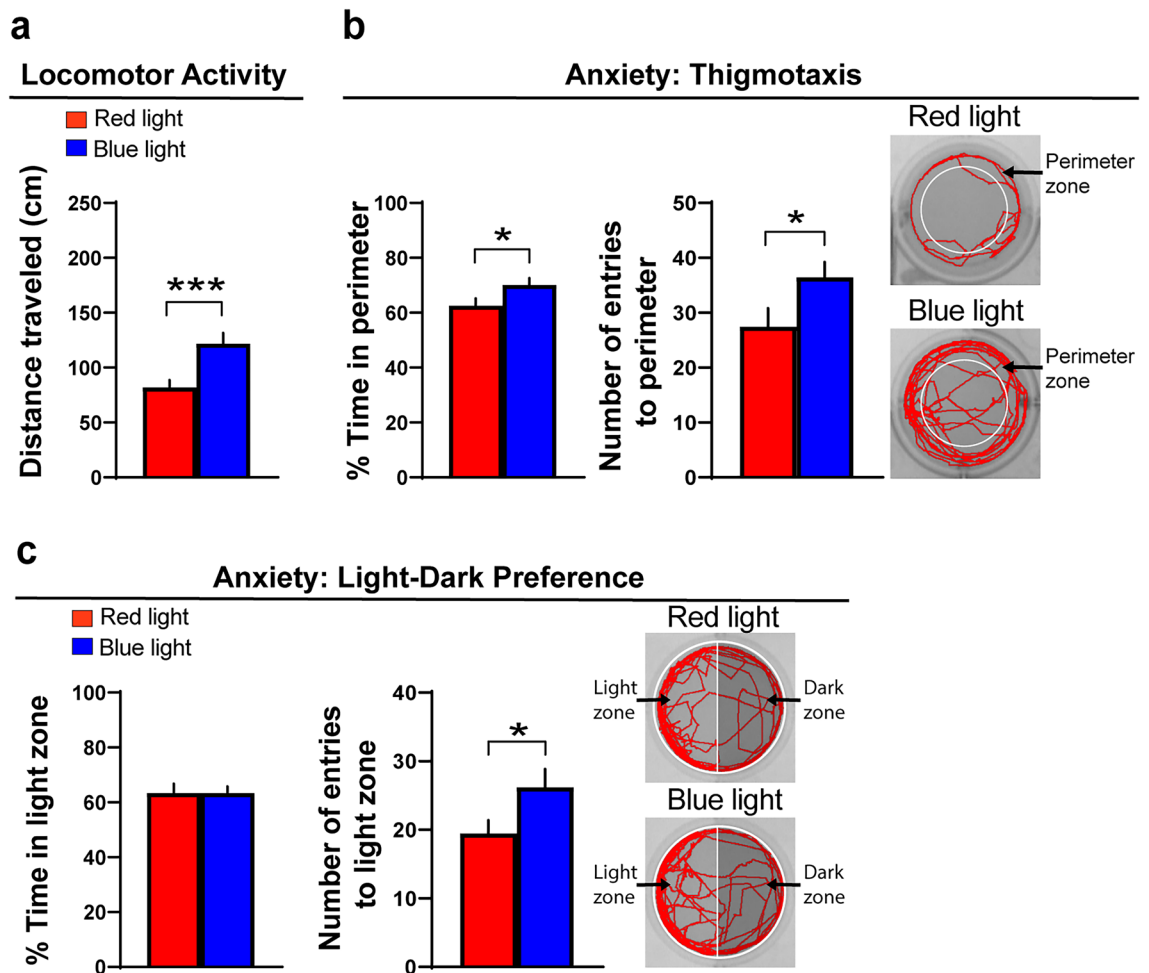 a
Locomotor Activity
Red light
Blue light
Distance traveled (cm)
250
200
150
100
50
0
***
b
Anxiety: Thigmotaxis
% Time in perimeter
100
80
60
40
20
0
*
Number of entries
to perimeter
50
40
30
20
10
0
*
Red light
Perimeter
zone
Blue light
Perimeter
zone
c
Anxiety: Light-Dark Preference
Red light
Blue light
% Time in light zone
100
80
60
40
20
0
Number of entries
to light zone
40
30
20
10
0
*
Red light
Light
zone
Dark
zone
Blue light
Light
zone
Dark
zone